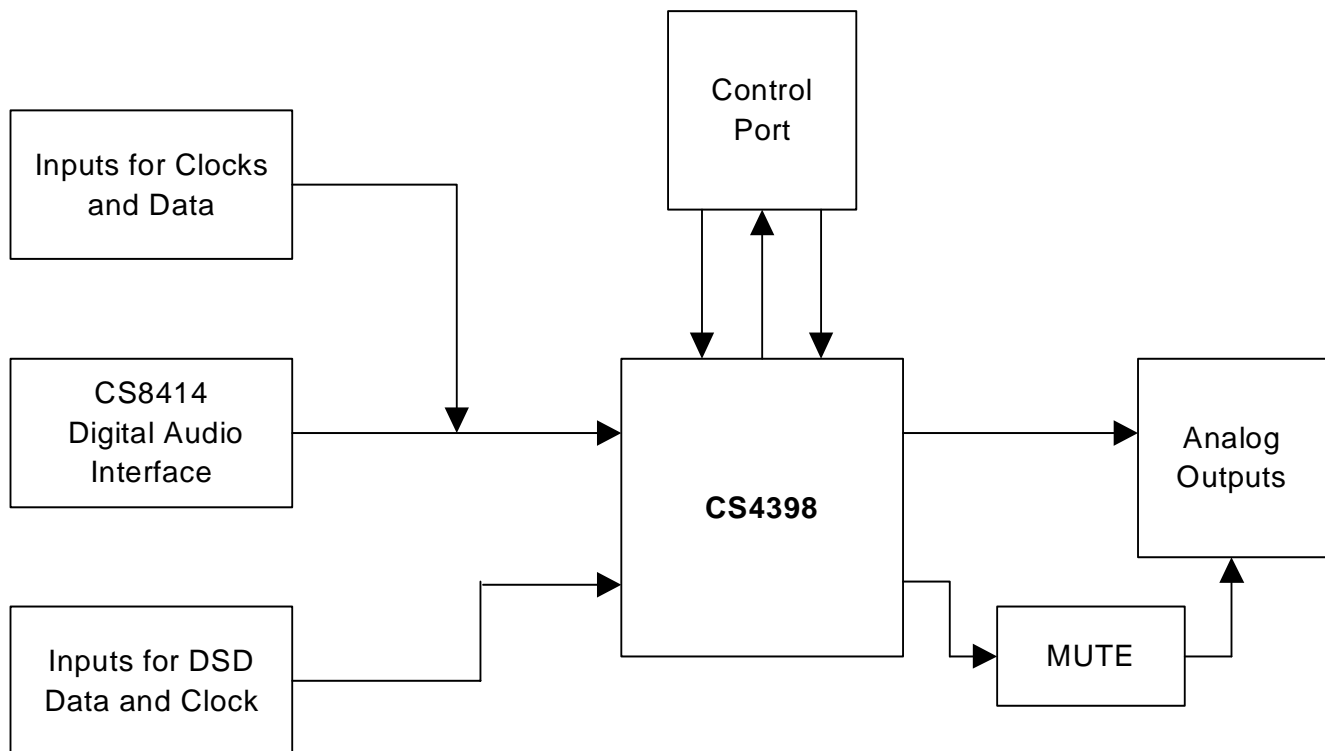 Control
Port
Inputs for Clocks
and Data
CS8414
Digital Audio
Interface
CS4398
Analog
Outputs
Inputs for DSD
Data and Clock
MUTE